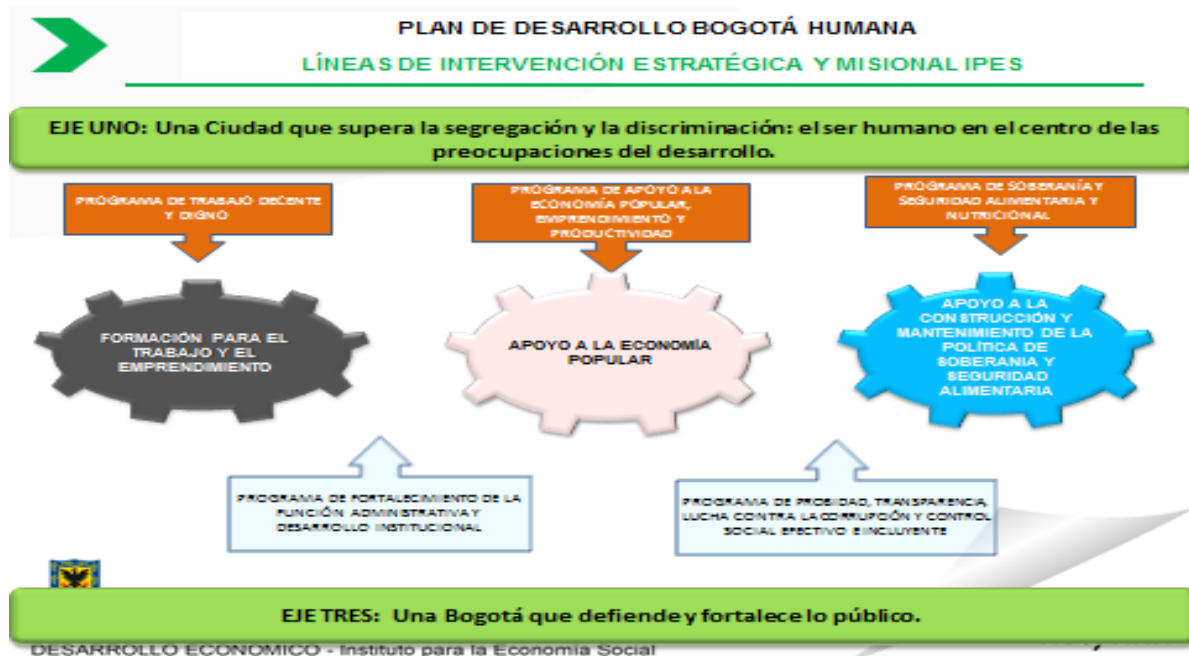 PLAN DE DESARROLLO BOGOTÁ HUMANA
LÍNEAS DE INTERVENCIÓN ESTRATÉGICA Y MISIONAL IPES
EJE UNO: Una Ciudad que supera la segregación y la discriminación: el ser humano en el centro de las
preocupaciones del desarrollo.
PROGRAMA DE TRABAJO DECENTE
Y DIGNO
PROGRAMA DE APOYO A LA
ECONOMÍA POPULAR,
EMPRENDIMIENTO Y
PRODUCTIVIDAD
PROGRAMA DE SOBERANÍA Y
SEGURIDAD ALIMENTARIA Y
NUTRICIONAL
FORMACIÓN PARA EL
TRABAJO Y EL
EMPRENDIMIENTO
APOYO A LA ECONOMÍA
POPULAR
APOYO A LA
CONSTRUCCIÓN Y
MANTENIMIENTO DE LA
POLÍTICA DE
SOBERANIA Y
SEGURIDAD
ALIMENTARIA
PROGRAMA DE FORTALECIMIENTO DE LA
FUNCIÓN ADMINISTRATIVA Y
DESARROLLO INSTITUCIONAL
PROGRAMA DE PROBIDAD, TRANSPARENCIA,
LUCHA CONTRA LA CORRUPCIÓN Y CONTROL
SOCIAL EFECTIVO E INCLUYENTE
EJE TRES: Una Bogotá que defiende y fortalece lo público.
DESARROLLO ECONÓMICO - Instituto para la Economía Social